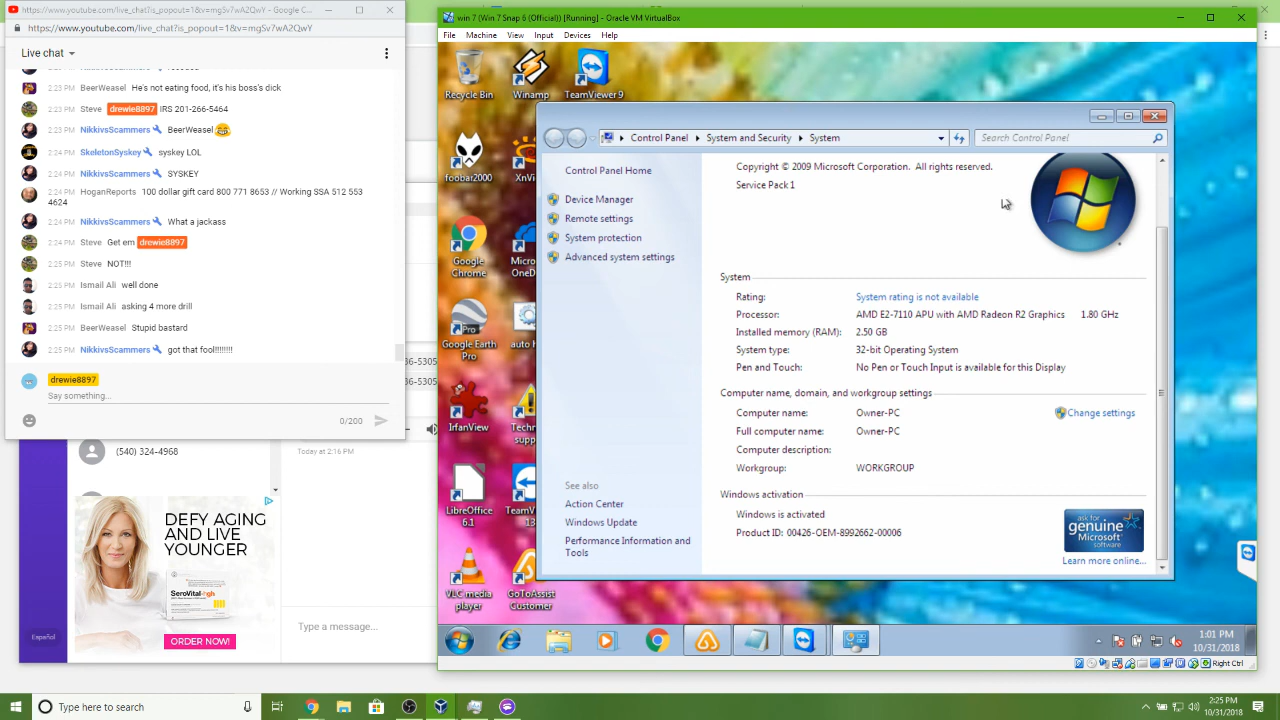 https://www.youtube.com/live_chat?is_popout=1&v=mgSv7wA2QwY - Google C...
https://www.youtube.com/live_chat?is_popout=1&v=mgSv7wA2QwY
Live chat
2:23 PM BeerWeasel He's not eating food, it's his boss's dick
2:23 PM Steve drewie8897 IRS 201-266-5464
2:23 PM NikkivsScammers BeerWeasel 😂
2:24 PM SkeletonSyskey syskey LOL
2:24 PM NikkivsScammers SYSKEY
2:24 PM HoganReports 100 dollar gift card 800 771 8653 // Working SSA 512 553
4624
2:24 PM NikkivsScammers What a jackass
2:24 PM Steve Get em drewie8897
2:25 PM Steve NOT!!!
2:25 PM Ismail Ali well done
2:25 PM Ismail Ali asking 4 more drill
2:25 PM BeerWeasel Stupid bastard
2:25 PM NikkivsScammers got that fool!!!!!!!!
drewie8897
Say something...
0/200
36-5305
36-5305
(540) 324-4968
Today at 2:16 PM
DEFY AGING
AND LIVE
YOUNGER
SeroVital-hgh
ORDER NOW!
Type a message...
Español
win 7 (Win 7 Snap 6 (Official)) [Running] - Oracle VM VirtualBox
File Machine View Input Devices Help
Recycle Bin
Winamp
TeamViewer 9
foobar2000
XnVi
Google
Chrome
Micro
OneD
Google Earth
Pro
auto h
IrfanView
Techn
supp
LibreOffice
6.1
TeamV
13
VLC media
player
GoToAssist
Customer
Control Panel System and Security System
Search Control Panel
Control Panel Home
Device Manager
Remote settings
System protection
Advanced system settings
See also
Action Center
Windows Update
Performance Information and
Tools
Copyright © 2009 Microsoft Corporation. All rights reserved.
Service Pack 1
System
Rating: System rating is not available
Processor: AMD E2-7110 APU with AMD Radeon R2 Graphics 1.80 GHz
Installed memory (RAM): 2.50 GB
System type: 32-bit Operating System
Pen and Touch: No Pen or Touch Input is available for this Display
Computer name, domain, and workgroup settings
Computer name: Owner-PC Change settings
Full computer name: Owner-PC
Computer description:
Workgroup: WORKGROUP
Windows activation
Windows is activated
Product ID: 00426-OEM-8992662-00006
ask for
genuine
Microsoft
software
Learn more online...
1:01 PM
10/31/2018
Right Ctrl
Type here to search
2:25 PM
10/31/2018